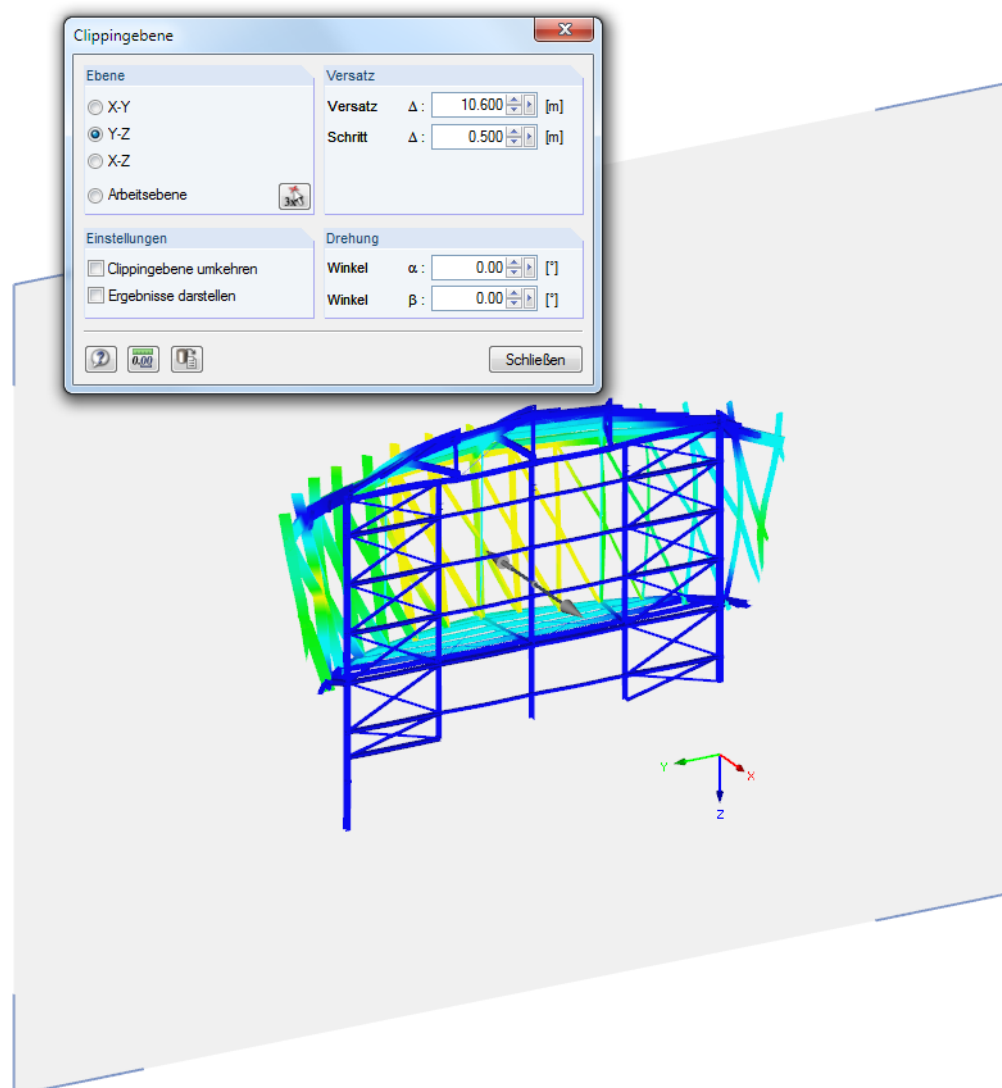 Clippingebene
Ebene
X-Y
Y-Z
X-Z
Arbeitsebene
Versatz
Versatz Δ : 10.600 [m]
Schritt Δ : 0.500 [m]
Einstellungen
Clippingebene umkehren
Ergebnisse darstellen
Drehung
Winkel α : 0.00 [°]
Winkel β : 0.00 [°]
0.00
Schließen
Y
X
Z